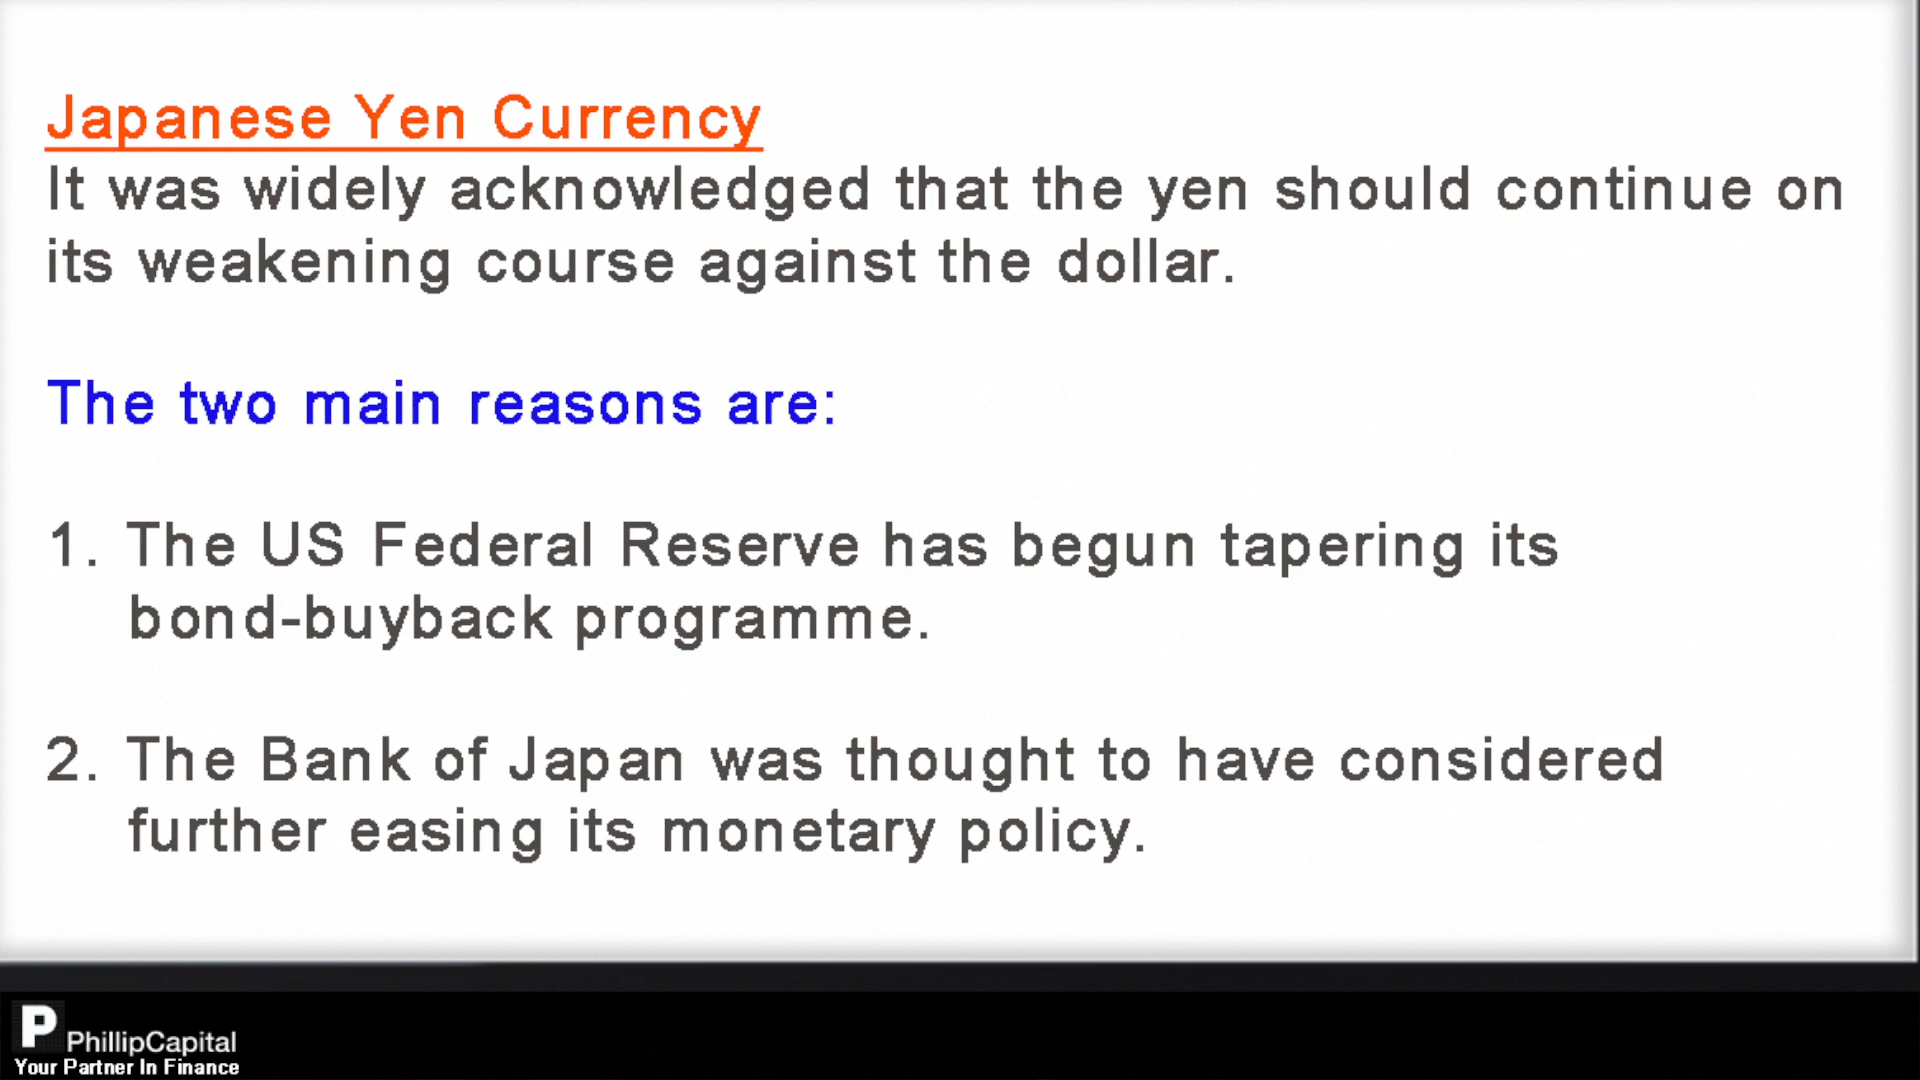 Japanese Yen Currency
It was widely acknowledged that the yen should continue on
its weakening course against the dollar.
The two main reasons are:
1. The US Federal Reserve has begun tapering its
bond-buyback programme.
2. The Bank of Japan was thought to have considered
further easing its monetary policy.
P PhillipCapital
Your Partner In Finance